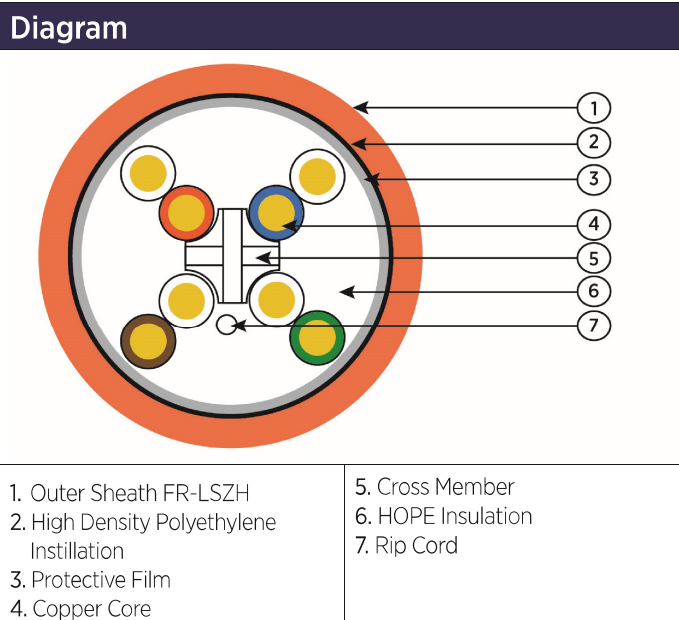 Diagram
1
2
3
4
5
6
7
1. Outer Sheath FR-LSZH
2. High Density Polyethylene
Instillation
3. Protective Film
4. Copper Core
5. Cross Member
6. HOPE Insulation
7. Rip Cord